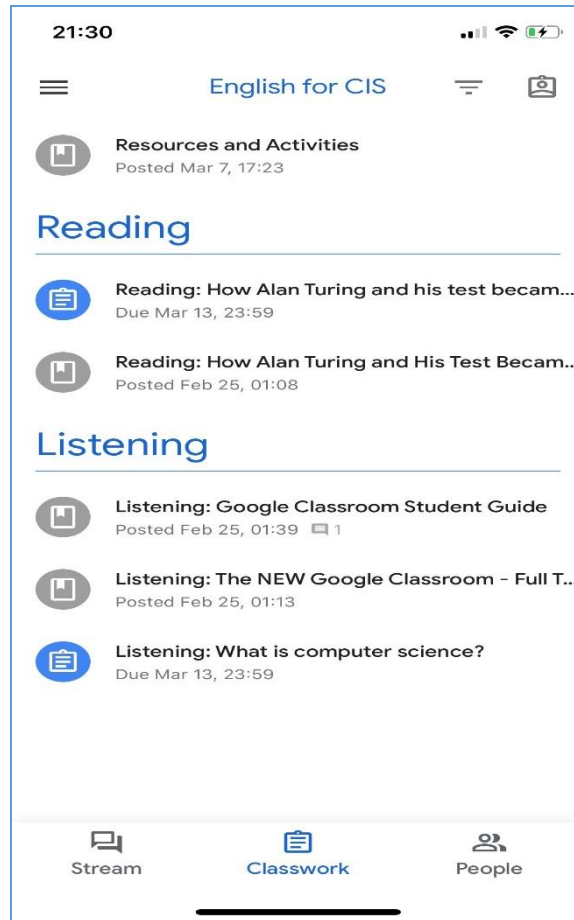 21:30
English for CIS
Resources and Activities
Posted Mar 7, 17:23
Reading
Reading: How Alan Turing and his test becam...
Due Mar 13, 23:59
Reading: How Alan Turing and His Test Becam..
Posted Feb 25, 01:08
Listening
Listening: Google Classroom Student Guide
Posted Feb 25, 01:39 1
Listening: The NEW Google Classroom - Full T..
Posted Feb 25, 01:13
Listening: What is computer science?
Due Mar 13, 23:59
Stream Classwork People